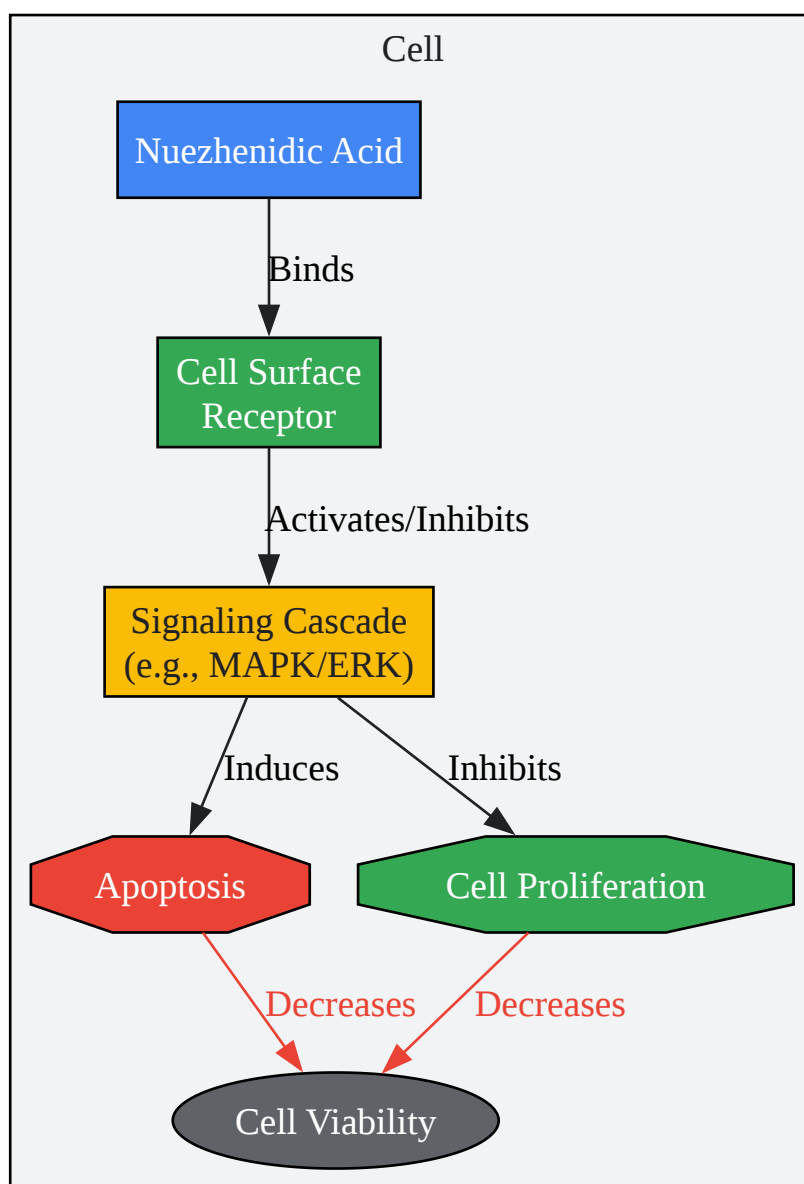 Cell
Nuezhenidic Acid
Binds
Cell Surface
Receptor
Activates/Inhibits
Signaling Cascade
(e.g., MAPK/ERK)
Induces
Inhibits
Apoptosis
Cell Proliferation
Decreases
Decreases
Cell Viability